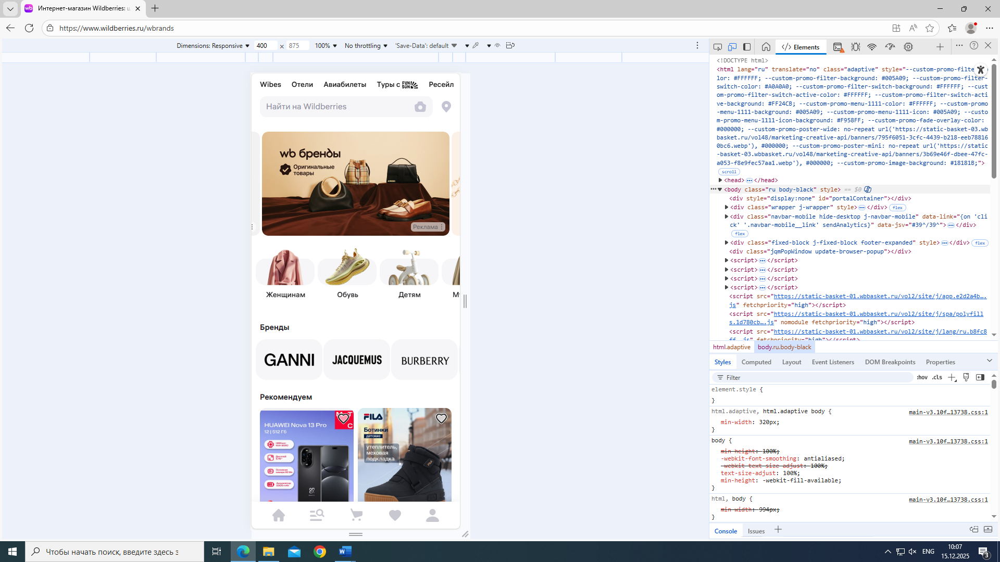 Интернет-магазин Wildberries: ш
https://www.wildberries.ru/wbrands
Dimensions: Responsive 400 × 875 100% No throttling 'Save-Data': default
Wibes Отели Авиабилеты Туры с FUN SUN Ресейл
Найти на Wildberries
wb бренды
Оригинальные
товары
Реклама
Женщинам Обувь Детям
Бренды
GANNI JACQUEMUS BURBERRY
Рекомендуем
HUAWEI Nova 13 Pro
12 | 512 Гб
FILA
Ботинки
детские
утеплитель,
меховая
подкладка
Elements
<!DOCTYPE html>
<html lang="ru" translate="no" class="adaptive" style="--custom-promo-filter
lor: #FFFFFF; --custom-promo-filter-background: #005A09; --custom-promo-filter-
switch-color: #A0A0A0; --custom-promo-filter-switch-background: #FFFFFF; --cust
om-promo-filter-switch-active-color: #FFFFFF; --custom-promo-filter-switch-acti
ve-background: #FF24CB; --custom-promo-menu-1111-color: #FFFFFF; --custom-promo
-menu-1111-background: #005A09; --custom-promo-menu-1111-icon: #005A09; --custo
m-promo-menu-1111-icon-background: #F958FF; --custom-promo-fade-overlay-color:
#000000; --custom-promo-poster-wide: no-repeat url('https://static-basket-03.wb
basket.ru/vol48/marketing-creative-api/banners/795f6051-3cfc-4439-b218-eeb78816
0bc6.webp'), #000000; --custom-promo-poster-mini: no-repeat url('https://static
-basket-03.wbbasket.ru/vol48/marketing-creative-api/banners/3b69e46f-dbee-47fc-
a053-f8e9fec57aa1.webp'), #000000; --custom-promo-image-background: #18181B;">
scroll
<head> </head>
<body class="ru body-black" style> == $0
<div style="display:none" id="portalContainer"></div>
<div class="wrapper j-wrapper" style> </div> flex
<div class="navbar-mobile hide-desktop j-navbar-mobile" data-link="{on 'cli
ck' '.navbar-mobile__link' sendAnalytics}" data-jsv="#39^/39^"> </div>
flex
<div class="fixed-block j-fixed-block footer-expanded" style> </div> flex
<div class="jqmPopWindow update-browser-popup"></div>
<script> </script>
<script> </script>
<script> </script>
<script> </script>
<script src="https://static-basket-01.wbbasket.ru/vol2/site/j/app.e2d2a4b….
js" fetchpriority="high"></script>
<script src="https://static-basket-01.wbbasket.ru/vol2/site/j/spa/polyfill
s.1d780cb….js" nomodule fetchpriority="high"></script>
<script src="https://static-basket-01.wbbasket.ru/vol2/site/j/lang/ru.b8fc8
ff….js" fetchpriority="high"></script>
html.adaptive body.ru.body-black
Styles Computed Layout Event Listeners DOM Breakpoints Properties
Filter :hov .cls
element.style {
}
html.adaptive, html.adaptive body { main-v3.10f…13738.css:1
min-width: 320px;
}
body { main-v3.10f…13738.css:1
min-height: 100%;
-webkit-font-smoothing: antialiased;
-webkit-text-size-adjust: 100%;
text-size-adjust: 100%;
min-height: -webkit-fill-available;
}
html, body { main-v3.10f…13738.css:1
min-width: 994px;
}
Console Issues
Чтобы начать поиск, введите здесь з
ENG
10:07
15.12.2025
3